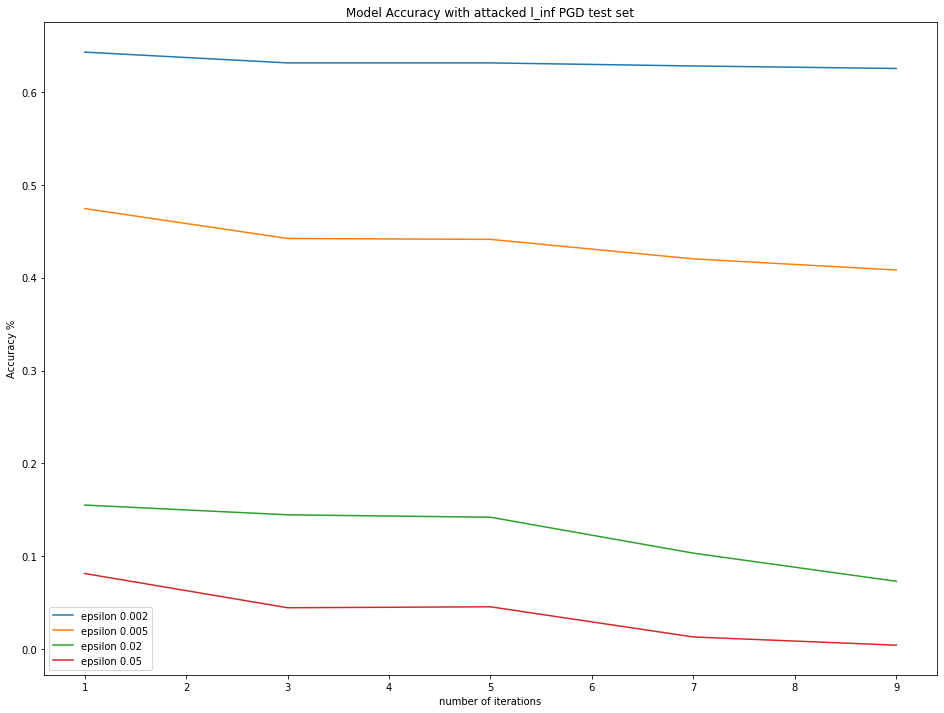 Model Accuracy with attacked l_inf PGD test set
Accuracy %
0.6
0.5
0.4
0.3
0.2
0.1
0.0
epsilon 0.002
epsilon 0.005
epsilon 0.02
epsilon 0.05
1 2 3 4 5 6 7 8 9
number of iterations